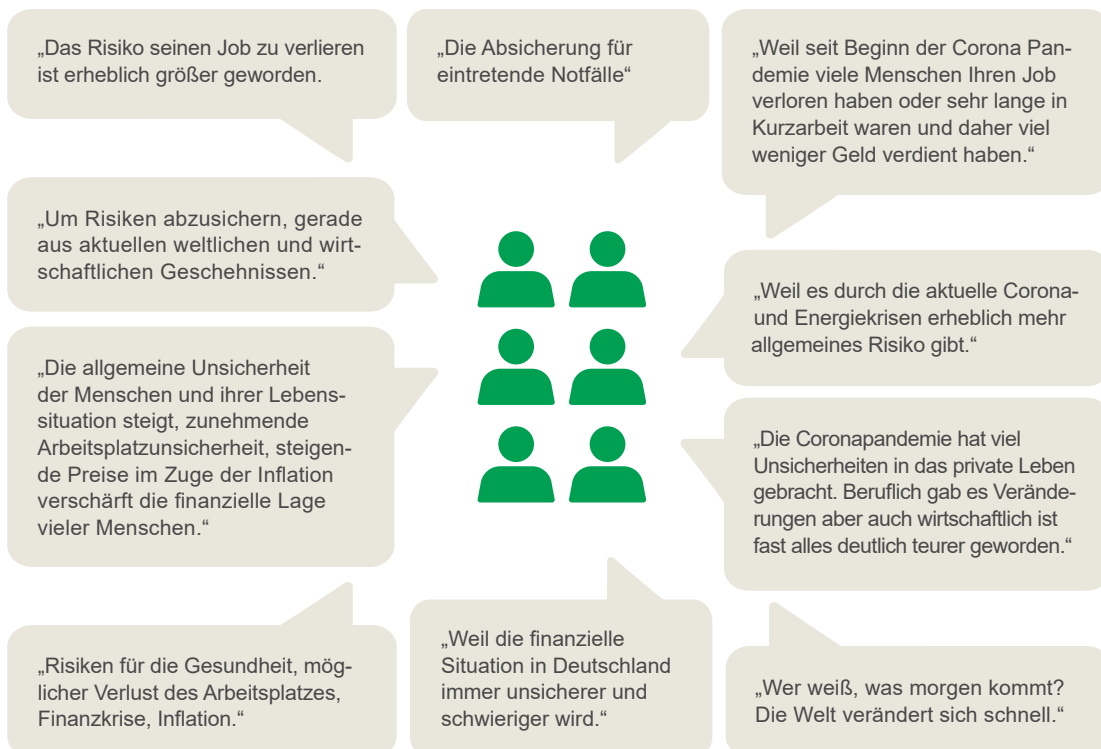 „Das Risiko seinen Job zu verlieren
ist erheblich größer geworden.
„Die Absicherung für
eintretende Notfälle“
„Weil seit Beginn der Corona Pan-
demie viele Menschen Ihren Job
verloren haben oder sehr lange in
Kurzarbeit waren und daher viel
weniger Geld verdient haben.“
„Um Risiken abzusichern, gerade
aus aktuellen weltlichen und wirt-
schaftlichen Geschehnissen.“
„Weil es durch die aktuelle Corona-
und Energiekrisen erheblich mehr
allgemeines Risiko gibt.“
„Die allgemeine Unsicherheit
der Menschen und ihrer Lebens-
situation steigt, zunehmende
Arbeitsplatzunsicherheit, steigen-
de Preise im Zuge der Inflation
verschärft die finanzielle Lage
vieler Menschen.“
„Die Coronapandemie hat viel
Unsicherheiten in das private Leben
gebracht. Beruflich gab es Verände-
rungen aber auch wirtschaftlich ist
fast alles deutlich teurer geworden.“
„Risiken für die Gesundheit, mög-
licher Verlust des Arbeitsplatzes,
Finanzkrise, Inflation.“
„Weil die finanzielle
Situation in Deutschland
immer unsicherer und
schwieriger wird.“
„Wer weiß, was morgen kommt?
Die Welt verändert sich schnell.“